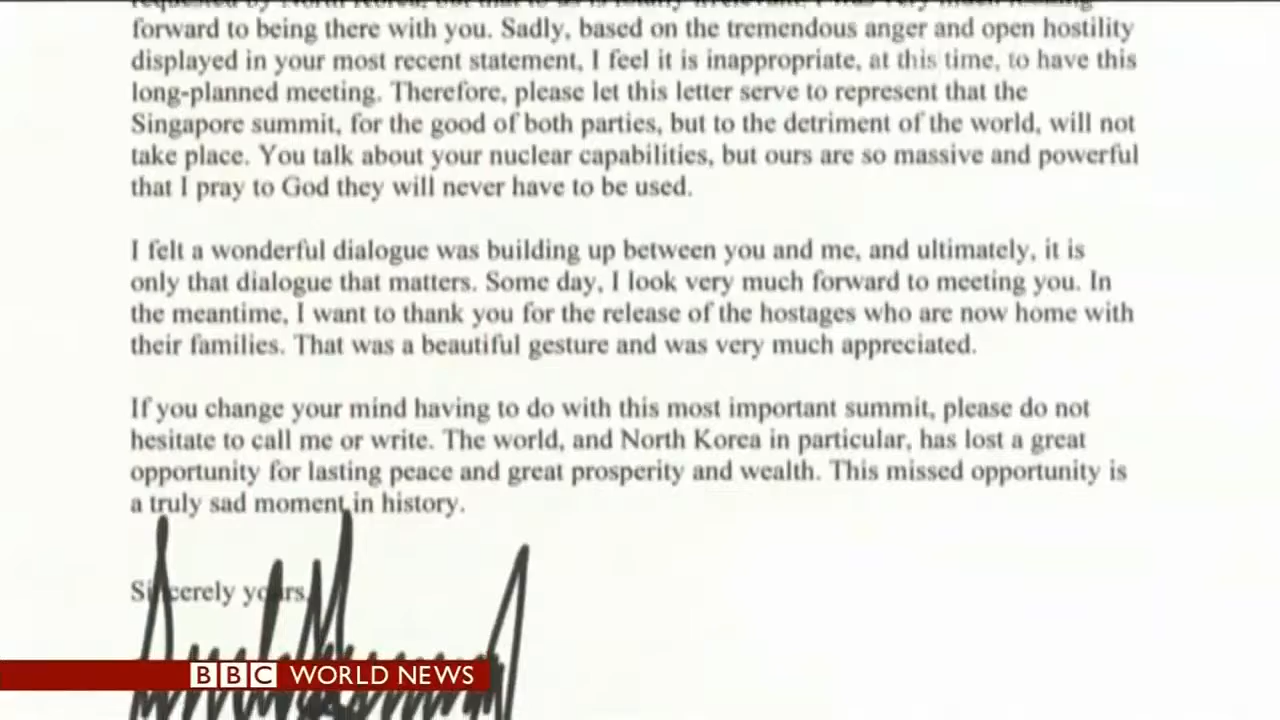 forward to being there with you. Sadly, based on the tremendous anger and open hostility
displayed in your most recent statement, I feel it is inappropriate, at this time, to have this
long-planned meeting. Therefore, please let this letter serve to represent that the
Singapore summit, for the good of both parties, but to the detriment of the world, will not
take place. You talk about your nuclear capabilities, but ours are so massive and powerful
that I pray to God they will never have to be used.
I felt a wonderful dialogue was building up between you and me, and ultimately, it is
only that dialogue that matters. Some day, I look very much forward to meeting you. In
the meantime, I want to thank you for the release of the hostages who are now home with
their families. That was a beautiful gesture and was very much appreciated.
If you change your mind having to do with this most important summit, please do not
hesitate to call me or write. The world, and North Korea in particular, has lost a great
opportunity for lasting peace and great prosperity and wealth. This missed opportunity is
a truly sad moment in history.
Sincerely yours,
BBC WORLD NEWS